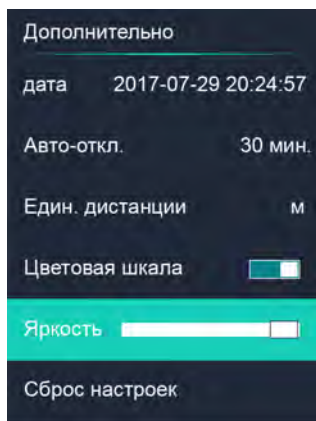 Дополнительно
дата 2017-07-29 20:24:57
Авто-откл. 30 мин.
Един. дистанции м
Цветовая шкала
Яркость
Сброс настроек